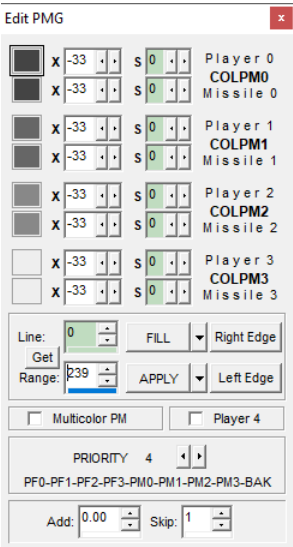 Edit PMG
x
X -33 S 0 Player 0
COLPM0
X -33 S 0 Missile 0
X -33 S 0 Player 1
COLPM1
X -33 S 0 Missile 1
X -33 S 0 Player 2
COLPM2
X -33 S 0 Missile 2
X -33 S 0 Player 3
COLPM3
X -33 S 0 Missile 3
Line: 0 FILL Right Edge
Get
Range: 239 APPLY Left Edge
Multicolor PM Player 4
PRIORITY 4
PF0-PF1-PF2-PF3-PM0-PM1-PM2-PM3-BAK
Add: 0.00 Skip: 1